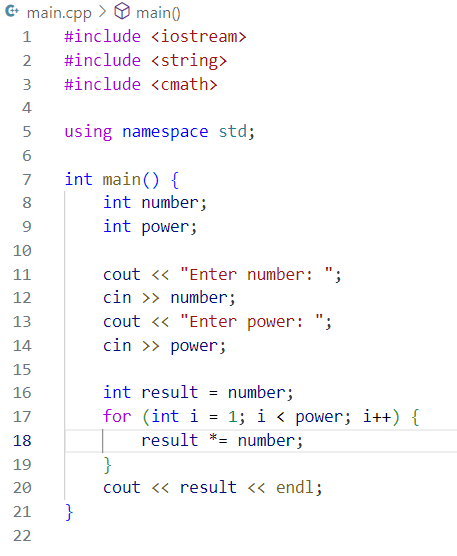 main.cpp > main()
1 #include <iostream>
2 #include <string>
3 #include <cmath>
4
5 using namespace std;
6
7 int main() {
8     int number;
9     int power;
10
11     cout << "Enter number: ";
12     cin >> number;
13     cout << "Enter power: ";
14     cin >> power;
15
16     int result = number;
17     for (int i = 1; i < power; i++) {
18         result *= number;
19     }
20     cout << result << endl;
21 }
22